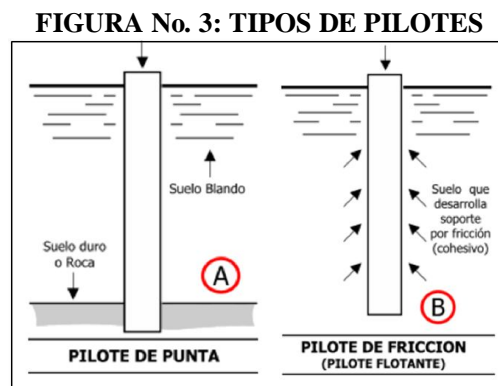 FIGURA No. 3: TIPOS DE PILOTES
Suelo Blando
Suelo duro
o Roca
A
PILOTE DE PUNTA
Suelo que
desarrolla
soporte
por fricción
(cohesivo)
B
PILOTE DE FRICCION
(PILOTE FLOTANTE)